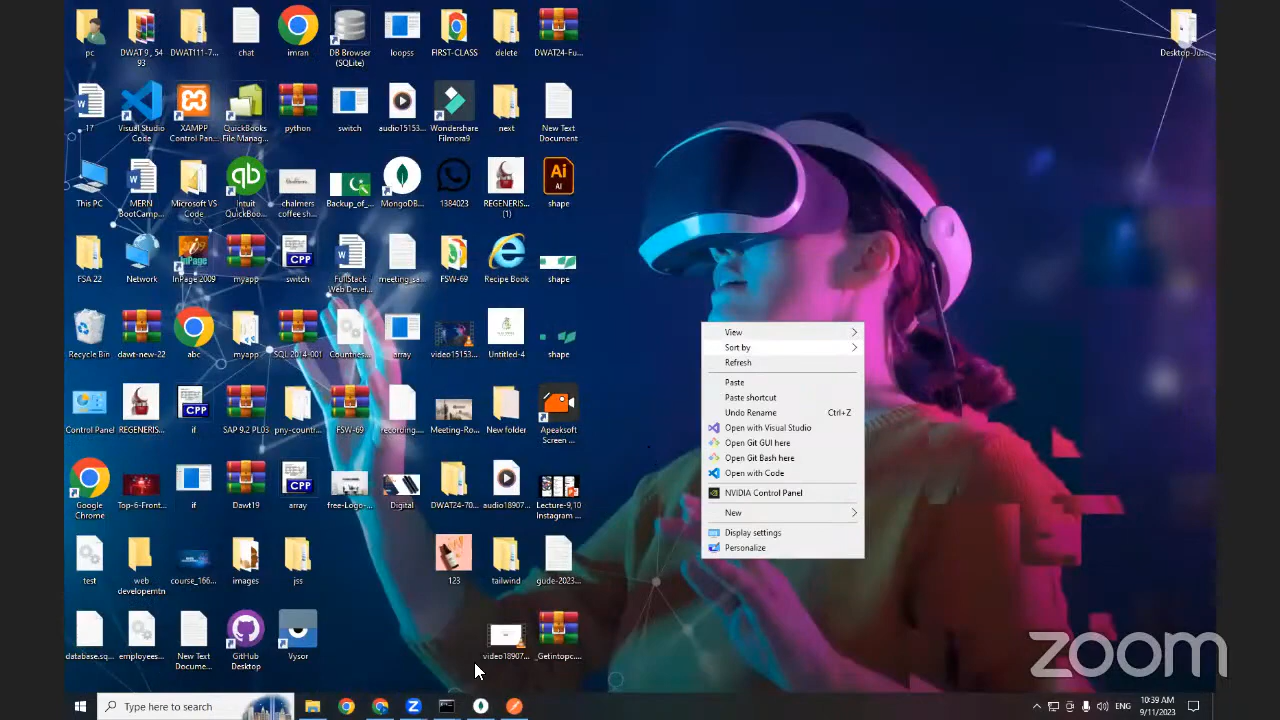 pc
DWAT 9 , 54
93
DWAT111-7...
chat
imran
DB Browser
(SQLite)
loopss
FIRST-CLASS
delete
DWAT24-Fu...
Desktop-Ju...
17
Visual Studio
Code
XAMPP
Control Pan...
QuickBooks
File Manag...
python
switch
audio15153...
Wondershare
Filmora9
next
New Text
Document
This PC
MERN
BootCamp...
Microsoft VS
Code
Intuit
QuickBoo...
chalmers
coffee sh...
Backup_of_...
MongoDB...
1384023
REGENERIS...
(1)
Ai
AI
shape
FSA 22
Network
InPage
InPage 2009
myapp
CPP
switch
FullStack
Web Devel...
meeting_sa...
FSW-69
Recipe Book
shape
Recycle Bin
dawt-new-22
abc
myapp
SQL 2014-001
Countries...
array
video15153...
Untitled-4
shape
Control Panel
REGENERIS...
CPP
if
SAP 9.2 PL03
pny-countr...
FSW-69
recording...
Meeting-Ro...
New folder
Apeaksoft
Screen ...
Google
Chrome
Top-6-Front...
if
Dawt19
CPP
array
free-Logo-...
Digital
DWAT24-70...
audio18907...
Lecture-9,10
Instagram ...
test
web
developemtn
course_166...
images
jss
123
tailwind
gude-2023...
database.sq...
employees...
New Text
Docume...
GitHub
Desktop
Vysor
video18907...
_Getintopc...
View
Sort by
Refresh
Paste
Paste shortcut
Undo Rename Ctrl+Z
Open with Visual Studio
Open Git GUI here
Open Git Bash here
Open with Code
NVIDIA Control Panel
New
Display settings
Personalize
zoom
Type here to search
ENG
10:39 AM
9/11/2023